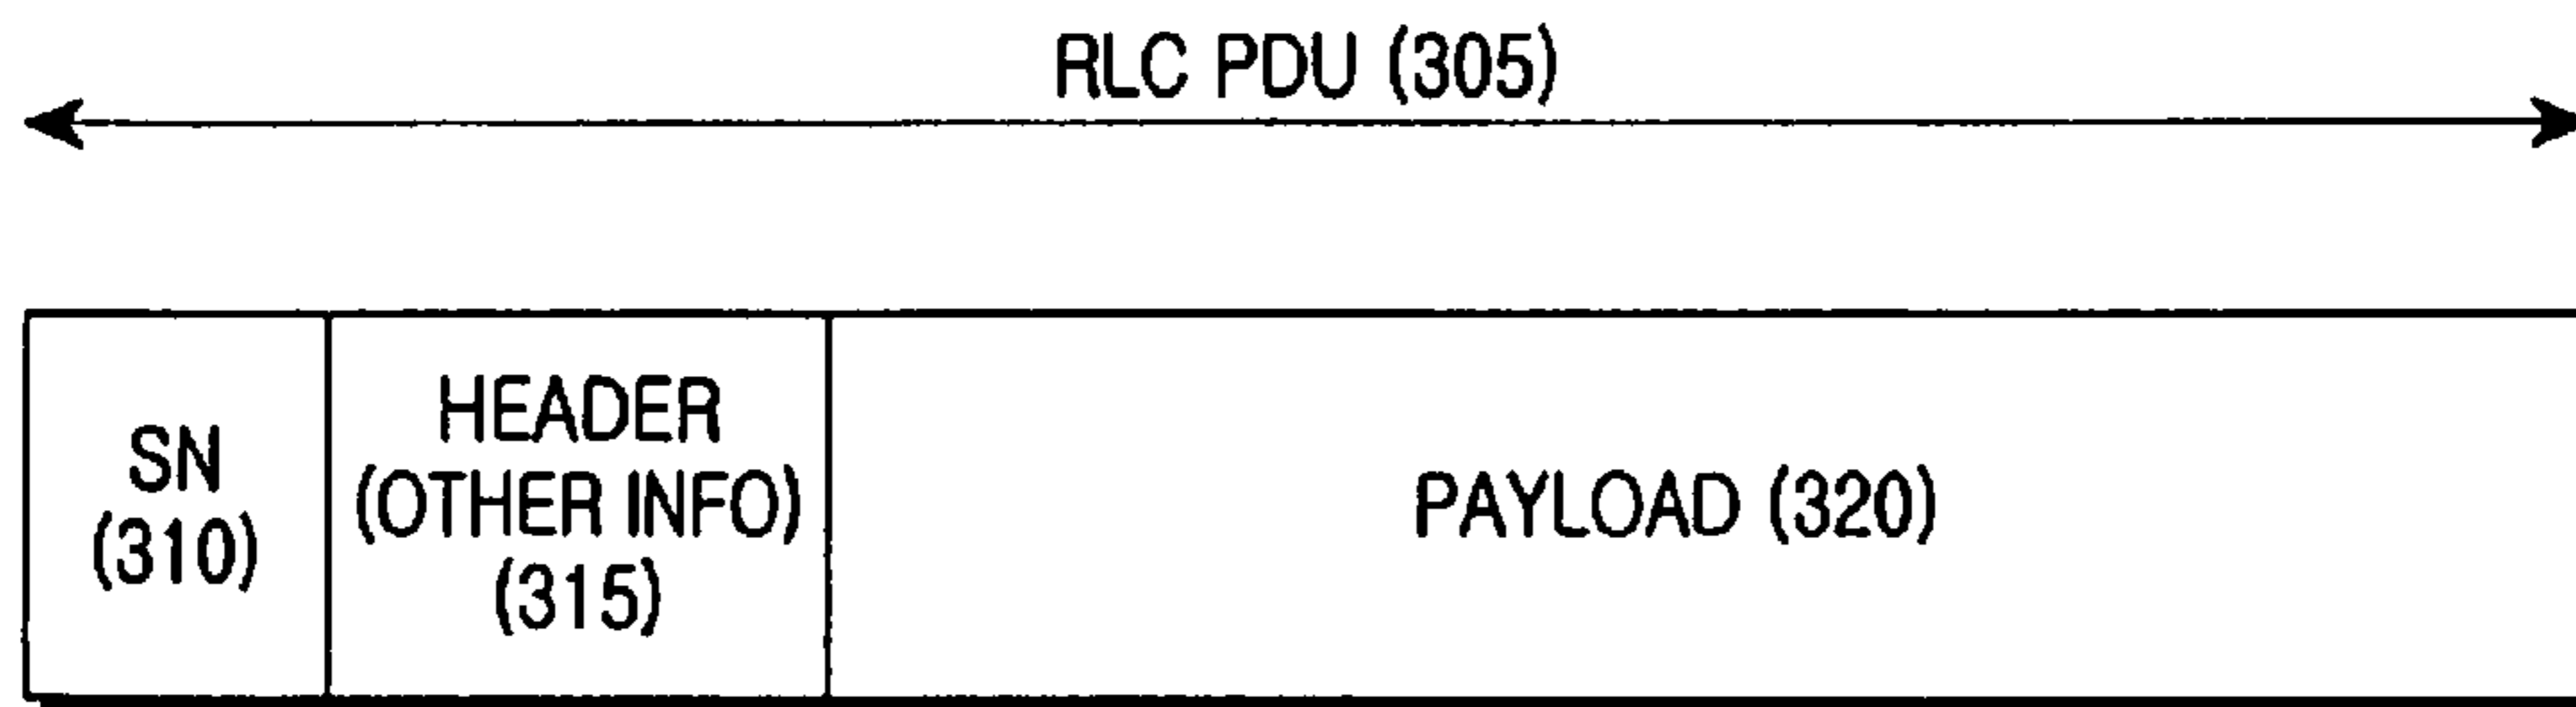 RLC PDU (305)
SN
(310)
HEADER
(OTHER INFO)
(315)
PAYLOAD (320)